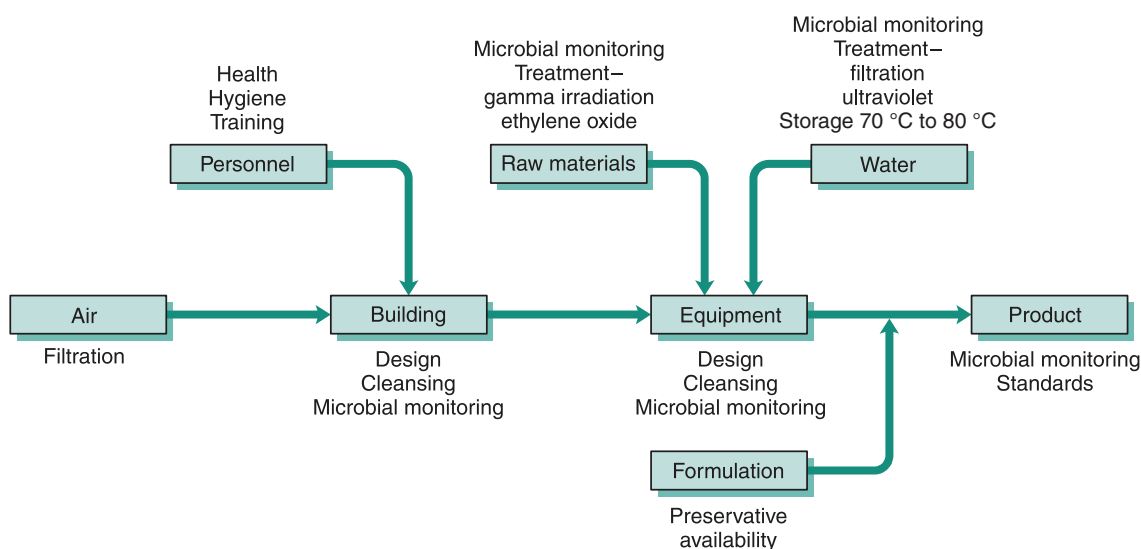 Health
Hygiene
Training
Personnel
Microbial monitoring
Treatment–
gamma irradiation
ethylene oxide
Raw materials
Microbial monitoring
Treatment–
filtration
ultraviolet
Storage 70 °C to 80 °C
Water
Air
Filtration
Building
Design
Cleansing
Microbial monitoring
Equipment
Design
Cleansing
Microbial monitoring
Product
Microbial monitoring
Standards
Formulation
Preservative
availability